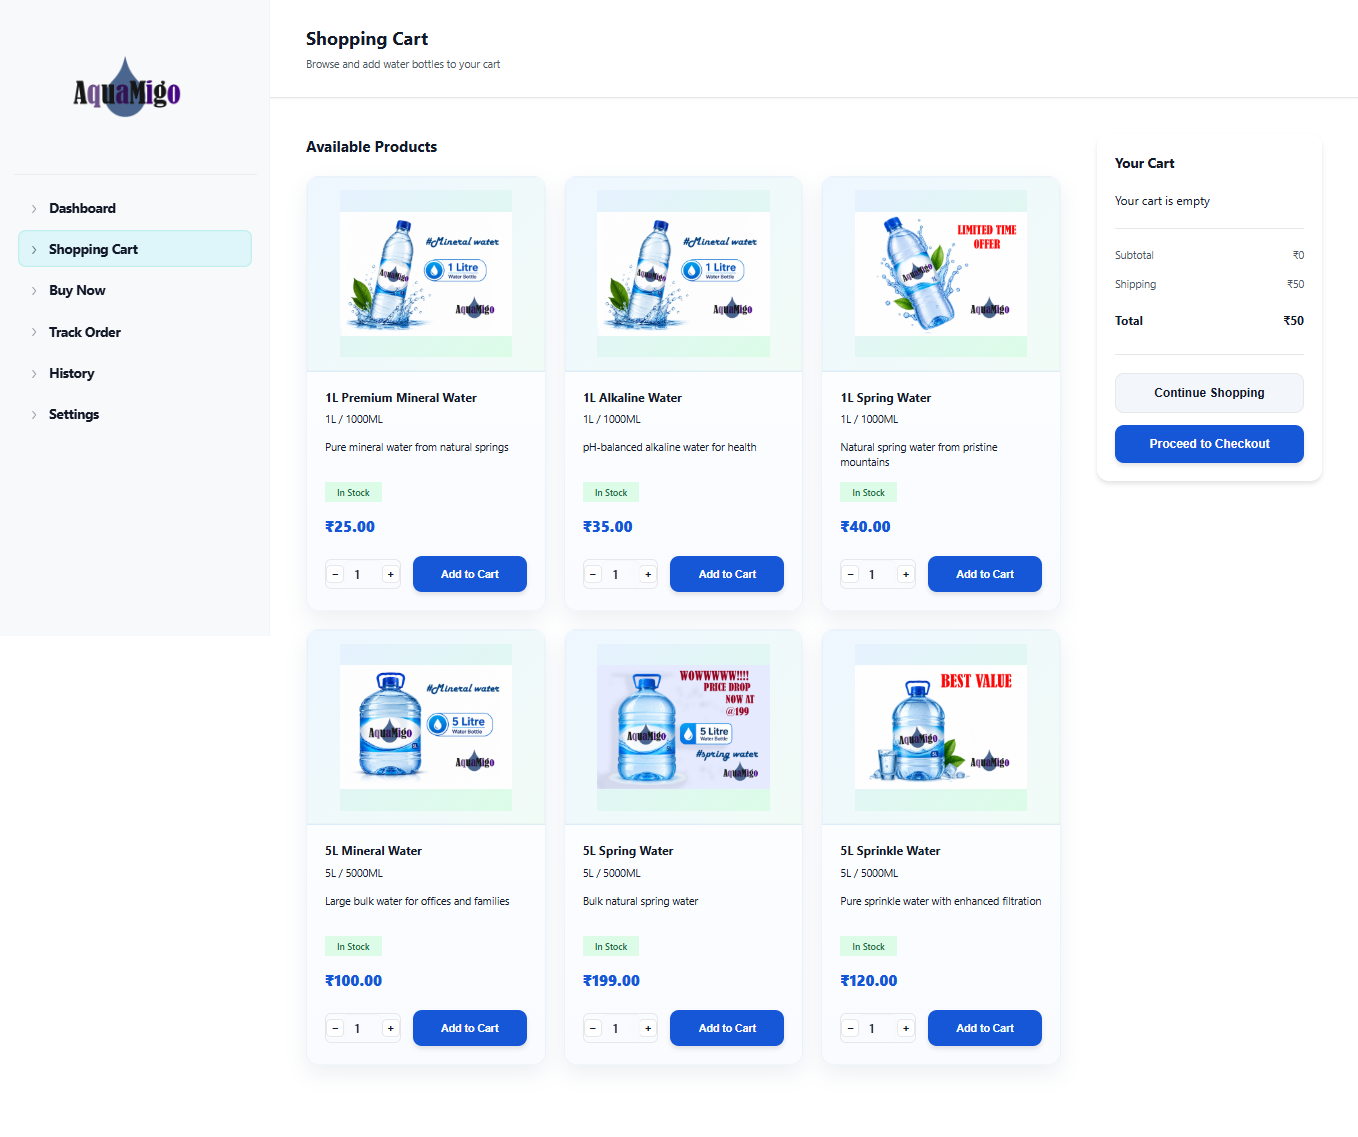 AquaMigo
Dashboard
Shopping Cart
Buy Now
Track Order
History
Settings
Shopping Cart
Browse and add water bottles to your cart
Available Products
#Mineral water
1 Litre
Water Bottle
AquaMigo
AquaMigo
1L Premium Mineral Water
1L / 1000ML
Pure mineral water from natural springs
In Stock
₹25.00
− 1 +
Add to Cart
#Mineral water
1 Litre
Water Bottle
AquaMigo
AquaMigo
1L Alkaline Water
1L / 1000ML
pH-balanced alkaline water for health
In Stock
₹35.00
− 1 +
Add to Cart
LIMITED TIME
OFFER
AquaMigo
AquaMigo
1L Spring Water
1L / 1000ML
Natural spring water from pristine
mountains
In Stock
₹40.00
− 1 +
Add to Cart
#Mineral water
5 Litre
Water Bottle
AquaMigo
AquaMigo
5L Mineral Water
5L / 5000ML
Large bulk water for offices and families
In Stock
₹100.00
− 1 +
Add to Cart
WOWWWWW!!!!
PRICE DROP
NOW AT
@199
5 Litre
Water Bottle
AquaMigo
#spring water
AquaMigo
5L Spring Water
5L / 5000ML
Bulk natural spring water
In Stock
₹199.00
− 1 +
Add to Cart
BEST VALUE
AquaMigo
AquaMigo
5L Sprinkle Water
5L / 5000ML
Pure sprinkle water with enhanced filtration
In Stock
₹120.00
− 1 +
Add to Cart
Your Cart
Your cart is empty
Subtotal ₹0
Shipping ₹50
Total ₹50
Continue Shopping
Proceed to Checkout